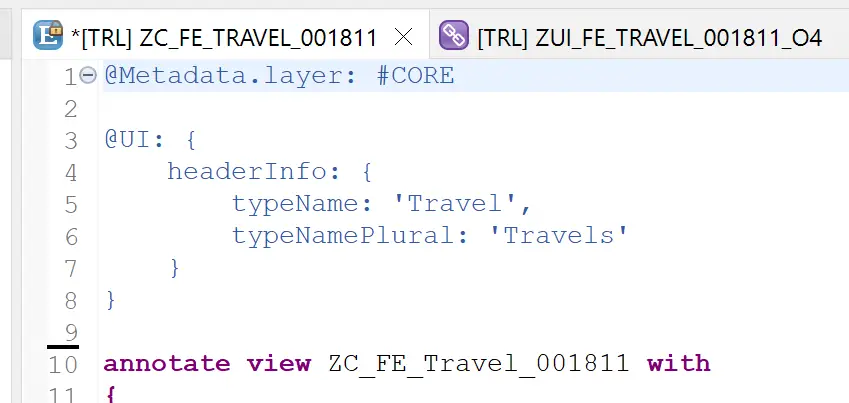 *[TRL] ZC_FE_TRAVEL_001811 [TRL] ZUI_FE_TRAVEL_001811_O4
1 @Metadata.layer: #CORE
2
3 @UI: {
4 headerInfo: {
5 typeName: 'Travel',
6 typeNamePlural: 'Travels'
7 }
8 }
9
10 annotate view ZC_FE_Travel_001811 with
11 {